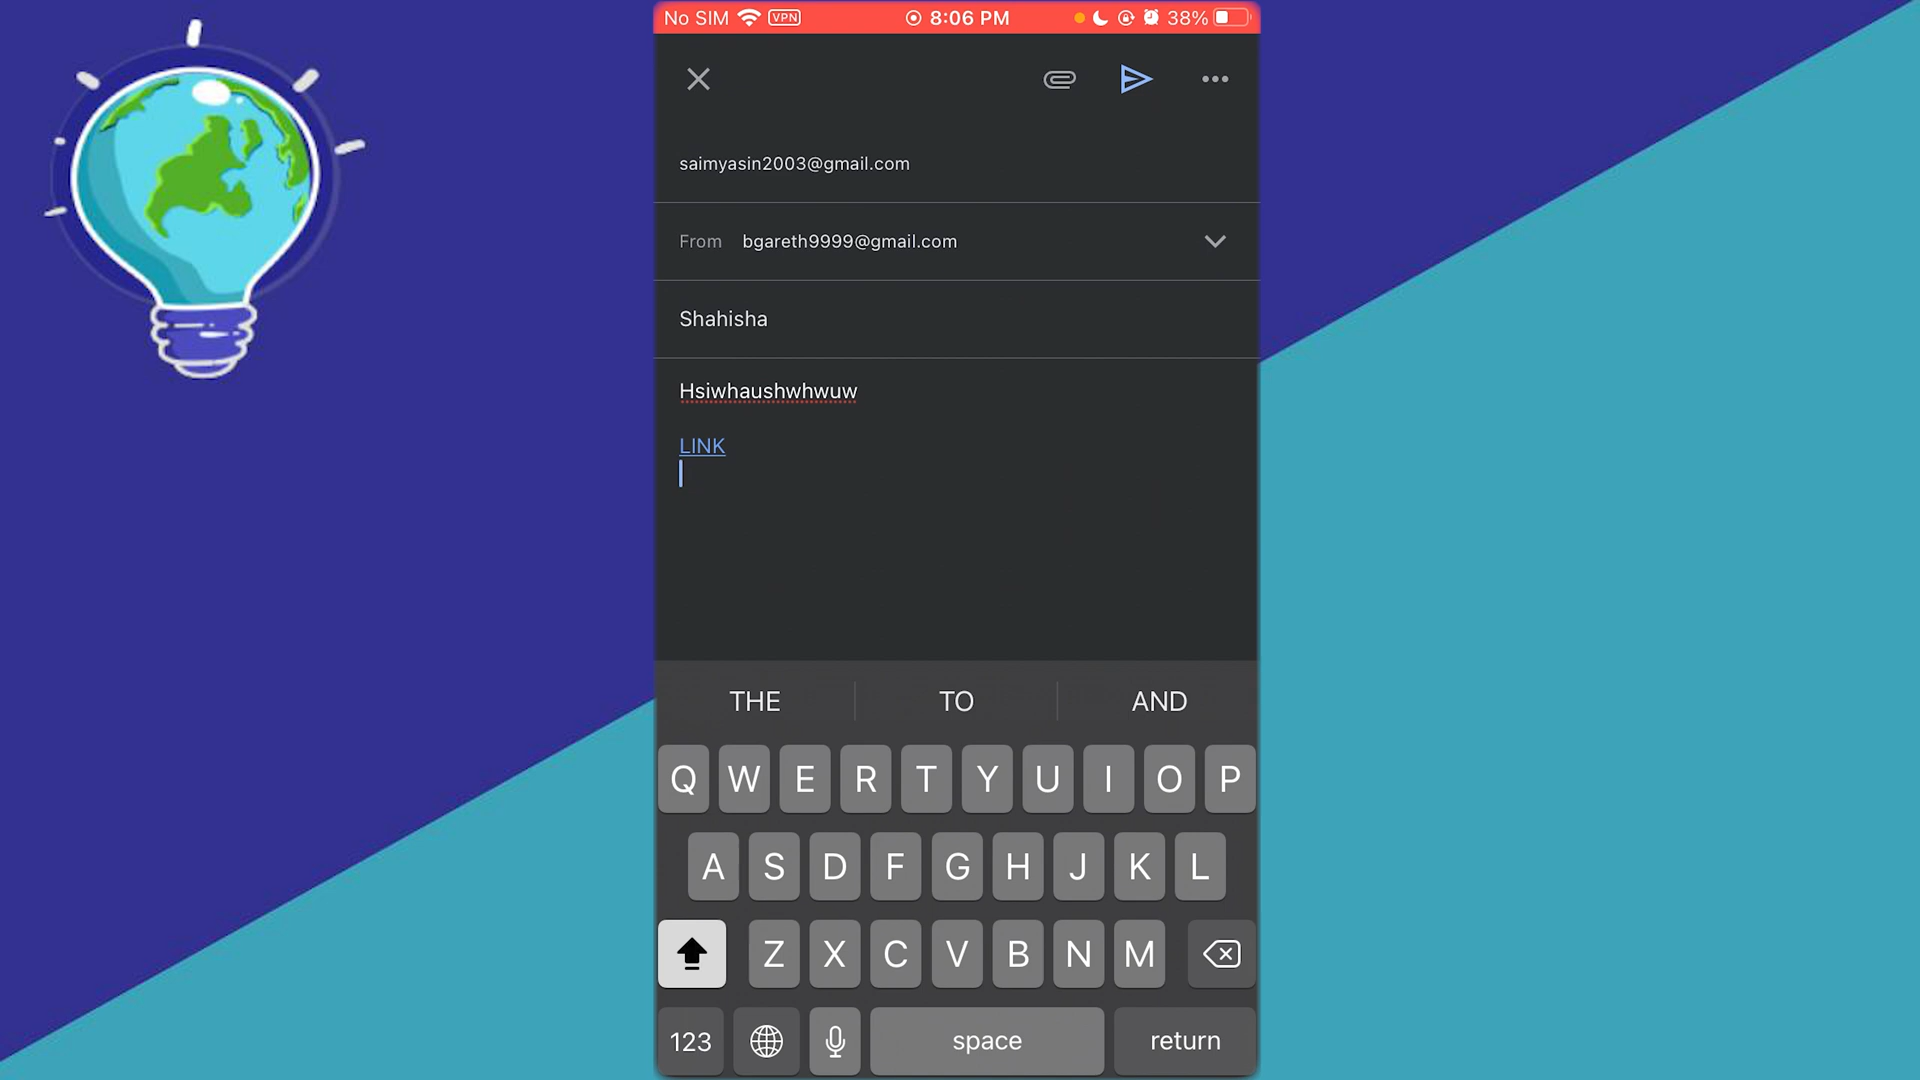 No SIM VPN 8:06 PM 38%
saimyasin2003@gmail.com
From bgareth9999@gmail.com
Shahisha
Hsiwhaushwhwuw
LINK
THE TO AND
Q W E R T Y U I O P
A S D F G H J K L
Z X C V B N M
123 space return